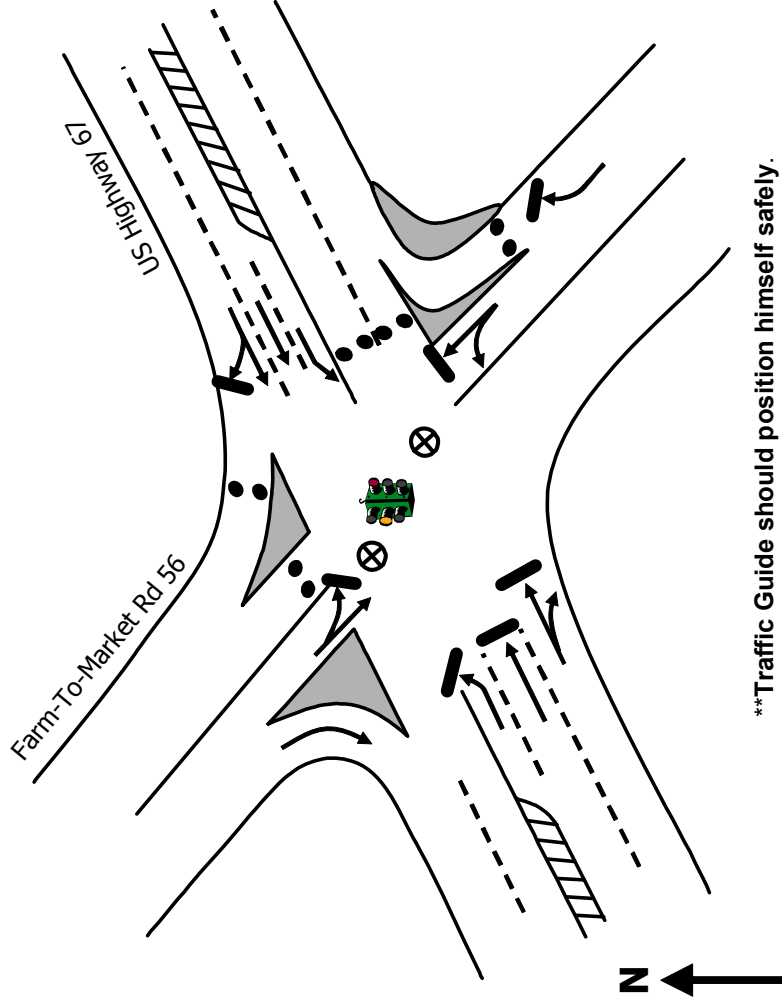 US Highway 67
Farm-To-Market Rd 56
**Traffic Guide should position himself safely.
N